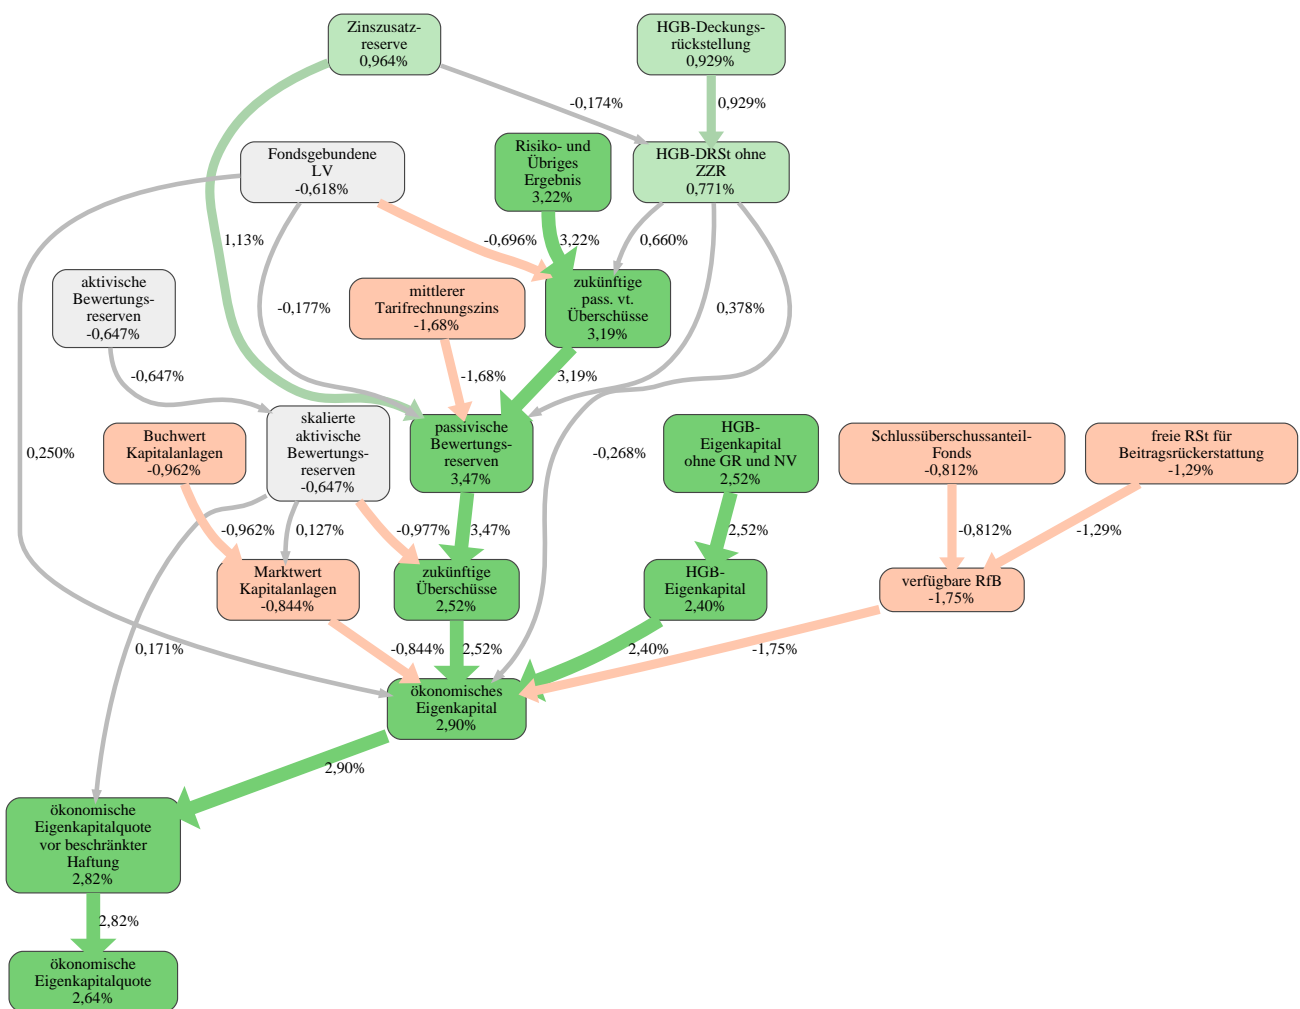 Zinszusatz-
reserve
0,964%
HGB-Deckungs-
rückstellung
0,929%
-0,174%
0,929%
Fondsgebundene
LV
-0,618%
Risiko- und
Übriges
Ergebnis
3,22%
HGB-DRSt ohne
ZZR
0,771%
1,13%
-0,696%
3,22%
0,660%
aktivische
Bewertungs-
reserven
-0,647%
mittlerer
Tarifrechnungszins
-1,68%
zukünftige
pass. vt.
Überschüsse
3,19%
-0,177%
0,378%
-0,647%
-1,68%
3,19%
Buchwert
Kapitalanlagen
-0,962%
skalierte
aktivische
Bewertungs-
reserven
-0,647%
passivische
Bewertungs-
reserven
3,47%
HGB-
Eigenkapital
ohne GR und NV
2,52%
Schlussüberschussanteil-
Fonds
-0,812%
freie RSt für
Beitragsrückerstattung
-1,29%
0,250%
-0,268%
-0,962%
0,127%
-0,977%
3,47%
2,52%
-0,812%
-1,29%
Marktwert
Kapitalanlagen
-0,844%
zukünftige
Überschüsse
2,52%
HGB-
Eigenkapital
2,40%
verfügbare RfB
-1,75%
0,171%
-0,844%
2,52%
2,40%
-1,75%
ökonomisches
Eigenkapital
2,90%
2,90%
ökonomische
Eigenkapitalquote
vor beschränkter
Haftung
2,82%
2,82%
ökonomische
Eigenkapitalquote
2,64%